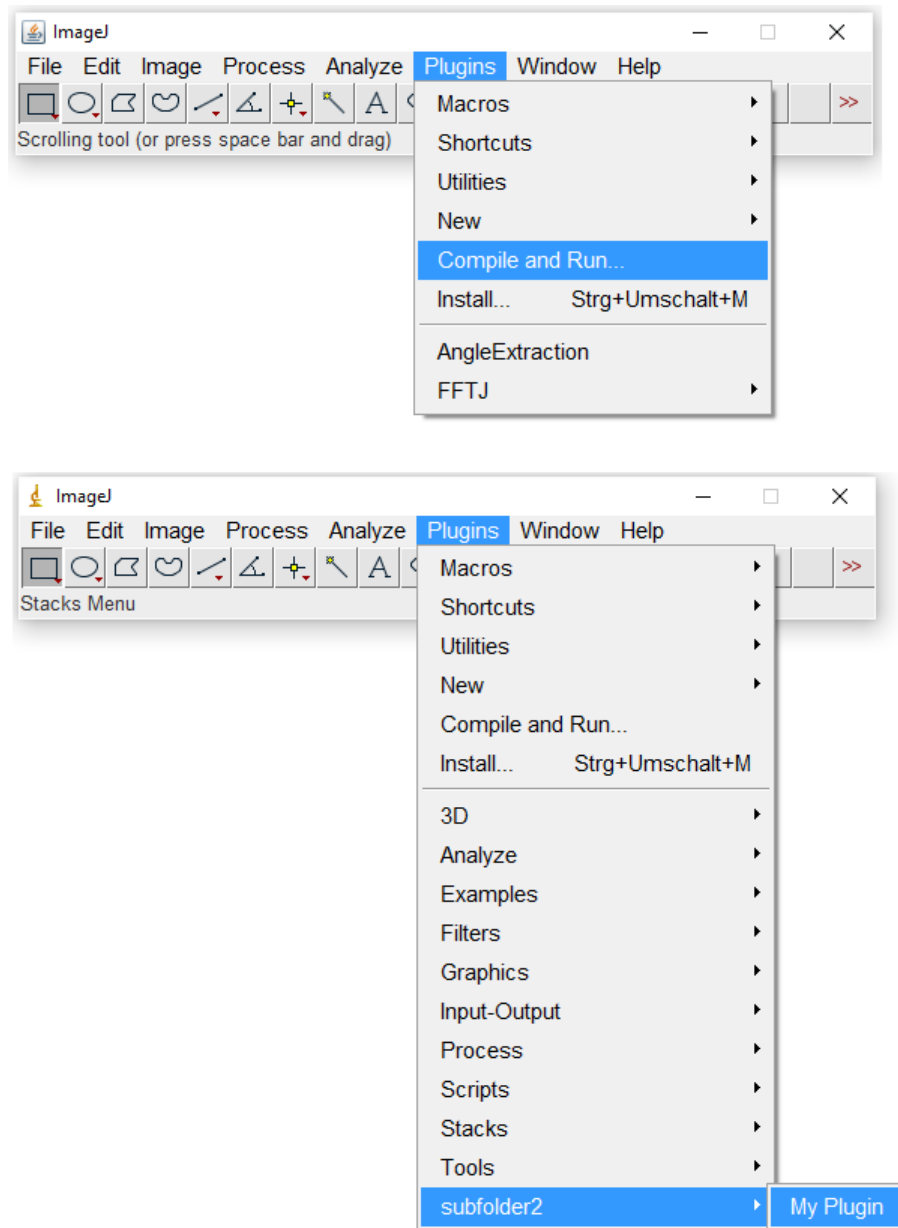 ImageJ
File Edit Image Process Analyze Plugins Window Help
A >>
Scrolling tool (or press space bar and drag)
Macros
Shortcuts
Utilities
New
Compile and Run...
Install... Strg+Umschalt+M
AngleExtraction
FFTJ
ImageJ
File Edit Image Process Analyze Plugins Window Help
A >>
Stacks Menu
Macros
Shortcuts
Utilities
New
Compile and Run...
Install... Strg+Umschalt+M
3D
Analyze
Examples
Filters
Graphics
Input-Output
Process
Scripts
Stacks
Tools
subfolder2 My Plugin